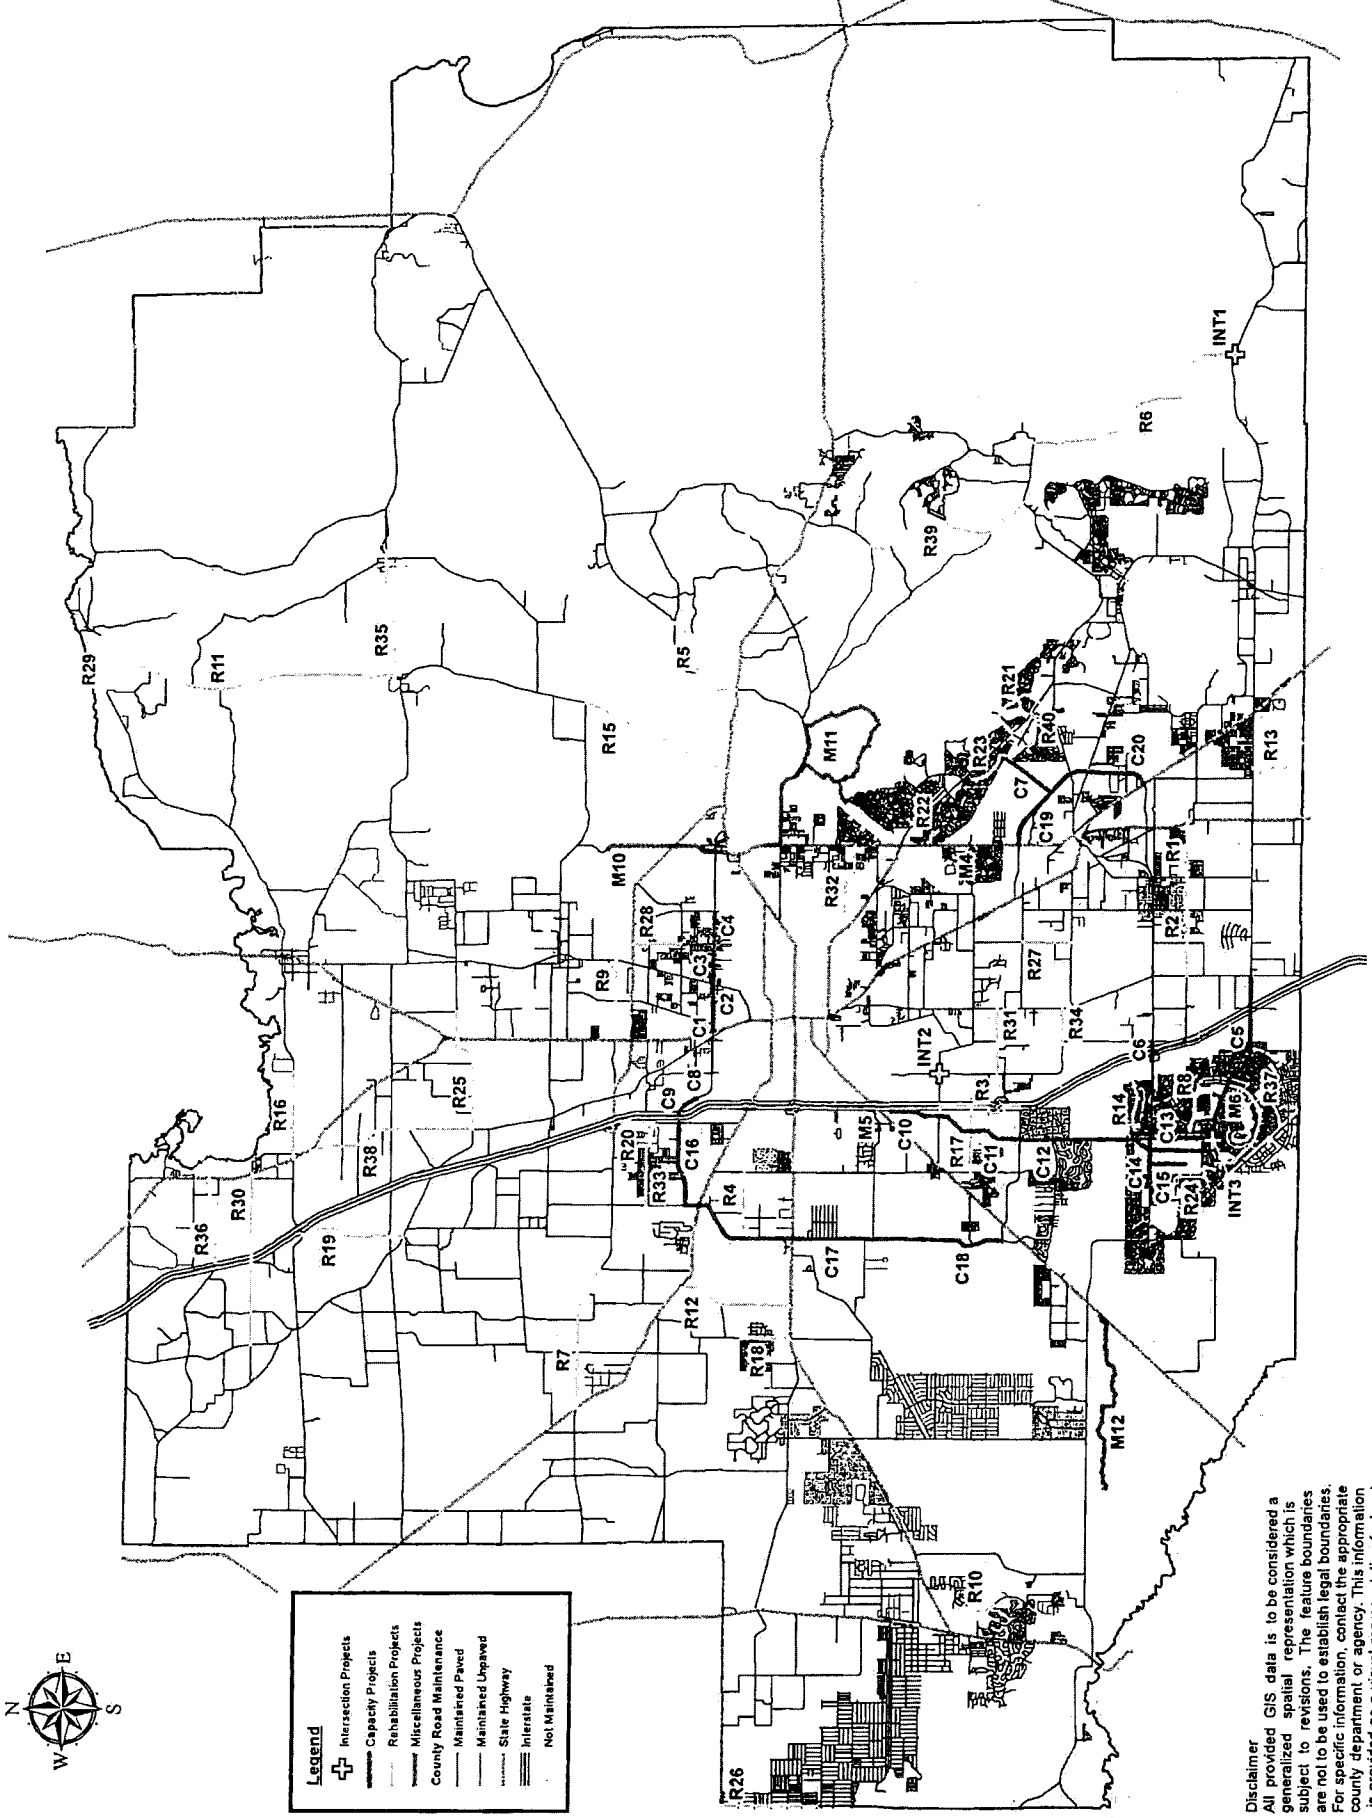 N
W
E
S
Legend
Intersection Projects
Capacity Projects
Rehabilitation Projects
Miscellaneous Projects
County Road Maintenance
Maintained Paved
Maintained Unpaved
State Highway
Interstate
Not Maintained
R29
R11
R35
R5
R15
R16
R38
R25
R9
R28
M10
R36
R30
R19
R7
R20
R33
C16
C9
C8
C1
C2
C3
C4
R4
R12
R18
C17
C18
M5
C10
R17
C11
C12
R3
INT2
R31
R34
R27
R32
M4
M11
R22
R23
R21
R40
C7
C19
C20
R39
R6
INT1
R13
R1
R2
C6
C5
R14
C13
R8
M6
R37
C14
C15
R24
INT3
M12
R10
R26
Disclaimer
All provided GIS data is to be considered a
generalized spatial representation which is
subject to revisions. The feature boundaries
are not to be used to establish legal boundaries.
For specific information, contact the appropriate
county department or agency. This information